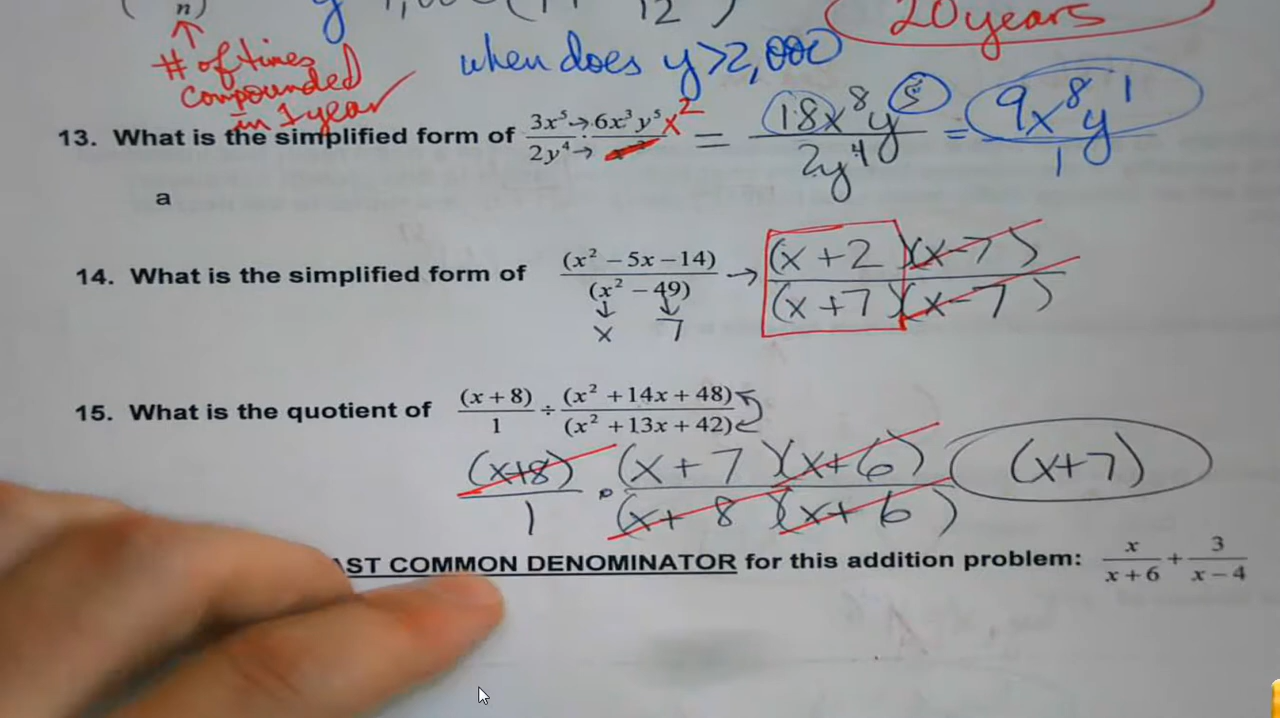 n)
20 years
# of times
compounded
in 1 year
when does y>2,000
13. What is the simplified form of 3x⁵/2y⁴ · 6x³y⁵/x⁻² x² = 18x⁸y⁵/2y⁴ = 9x⁸y¹/1
a
14. What is the simplified form of (x² − 5x − 14)/(x² − 49) → (x+2)(x-7)/(x+7)(x-7)
x 7
15. What is the quotient of (x + 8)/1 ÷ (x² + 14x + 48)/(x² + 13x + 42)
(x+8)/1 · (x+7)(x+6)/(x+8)(x+6) (x+7)
AST COMMON DENOMINATOR for this addition problem: x/x + 6 + 3/x − 4